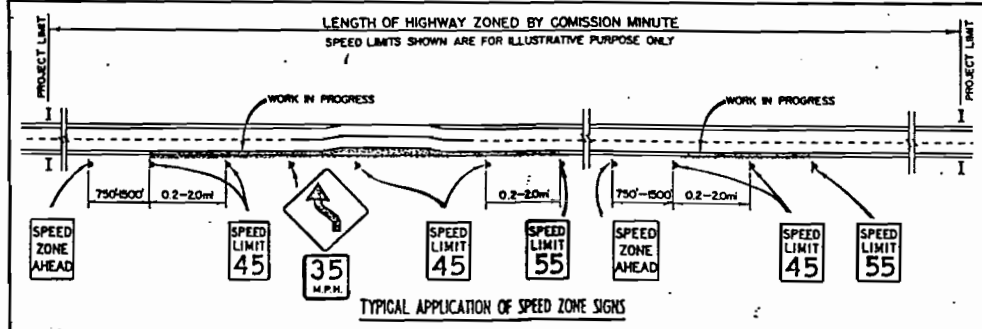 LENGTH OF HIGHWAY ZONED BY COMISSION MINUTE
SPEED LIMITS SHOWN ARE FOR ILLUSTRATIVE PURPOSE ONLY
PROJECT LIMIT
PROJECT LIMIT
WORK IN PROGRESS
WORK IN PROGRESS
I
I
I
I
750'-1500'
0.2-2.0mi
0.2-2.0mi
750'-1500'
0.2-2.0mi
SPEED
ZONE
AHEAD
SPEED
LIMIT
45
35
M.P.H.
SPEED
LIMIT
45
SPEED
LIMIT
55
SPEED
ZONE
AHEAD
SPEED
LIMIT
45
SPEED
LIMIT
55
TYPICAL APPLICATION OF SPEED ZONE SIGNS